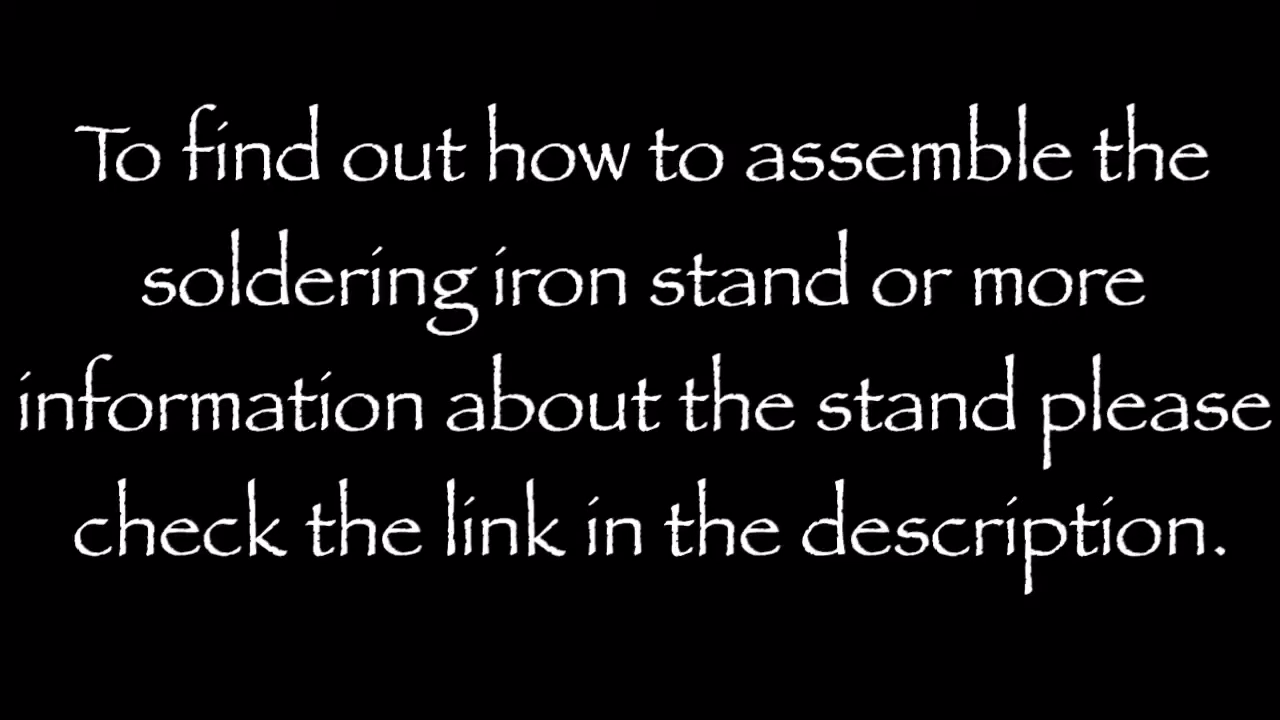 To find out how to assemble the
soldering iron stand or more
information about the stand please
check the link in the description.